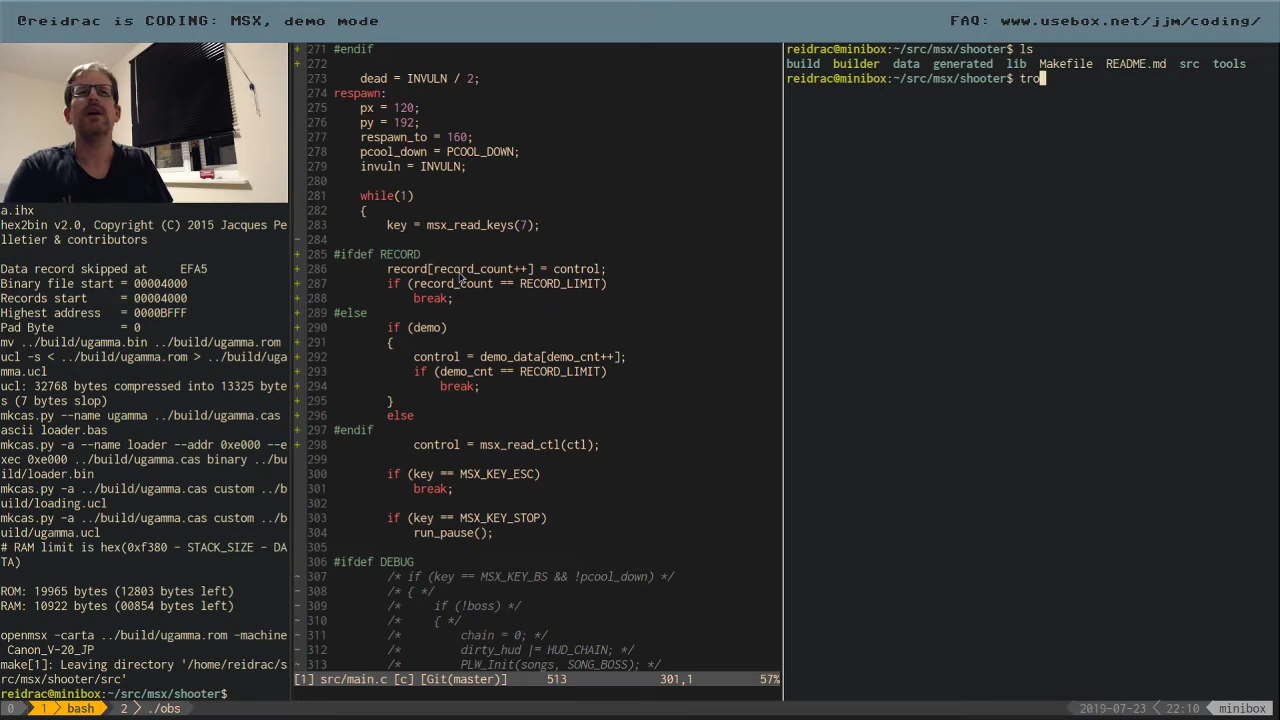 @reidrac is CODING: MSX, demo mode
FAQ: www.usebox.net/jjm/coding/
a.ihx
hex2bin v2.0, Copyright (C) 2015 Jacques Pe
lletier & contributors
Data record skipped at     EFA5
Binary file start = 00004000
Records start     = 00004000
Highest address   = 0000BFFF
Pad Byte          = 0
mv ../build/ugamma.bin ../build/ugamma.rom
ucl -s < ../build/ugamma.rom > ../build/uga
mma.ucl
ucl: 32768 bytes compressed into 13325 byte
s (7 bytes slop)
mkcas.py --name ugamma ../build/ugamma.cas
ascii loader.bas
mkcas.py -a --name loader --addr 0xe000 --e
xec 0xe000 ../build/ugamma.cas binary ../bu
ild/loader.bin
mkcas.py -a ../build/ugamma.cas custom ../b
uild/loading.ucl
mkcas.py -a ../build/ugamma.cas custom ../b
uild/ugamma.ucl
# RAM limit is hex(0xf380 - STACK_SIZE - DA
TA)
ROM: 19965 bytes (12803 bytes left)
RAM: 10922 bytes (00854 bytes left)
openmsx -carta ../build/ugamma.rom -machine
 Canon_V-20_JP
make[1]: Leaving directory '/home/reidrac/s
rc/msx/shooter/src'
reidrac@minibox:~/src/msx/shooter$
+ 271 #endif
+ 272
273     dead = INVULN / 2;
274 respawn:
275     px = 120;
276     py = 192;
277     respawn_to = 160;
278     pcool_down = PCOOL_DOWN;
279     invuln = INVULN;
280
281     while(1)
282     {
283         key = msx_read_keys(7);
- 284
+ 285 #ifdef RECORD
+ 286         record[record_count++] = control;
+ 287         if (record_count == RECORD_LIMIT)
+ 288             break;
+ 289 #else
+ 290         if (demo)
+ 291         {
+ 292             control = demo_data[demo_cnt++];
+ 293             if (demo_cnt == RECORD_LIMIT)
+ 294                 break;
+ 295         }
+ 296         else
+ 297 #endif
+ 298             control = msx_read_ctl(ctl);
299
300         if (key == MSX_KEY_ESC)
301             break;
302
303         if (key == MSX_KEY_STOP)
304             run_pause();
305
306 #ifdef DEBUG
~ 307         /* if (key == MSX_KEY_BS && !pcool_down) */
~ 308         /* { */
~ 309         /*     if (!boss) */
~ 310         /*     { */
~ 311         /*         chain = 0; */
~ 312         /*         dirty_hud |= HUD_CHAIN; */
~ 313         /*         PLW_Init(songs, SONG_BOSS); */
[1] src/main.c [c] [Git(master)]      513             301,1        57%
reidrac@minibox:~/src/msx/shooter$ ls
build  builder  data  generated  lib  Makefile  README.md  src  tools
reidrac@minibox:~/src/msx/shooter$ tro
0  1 bash  2 ./obs
2019-07-23 22:10 minibox